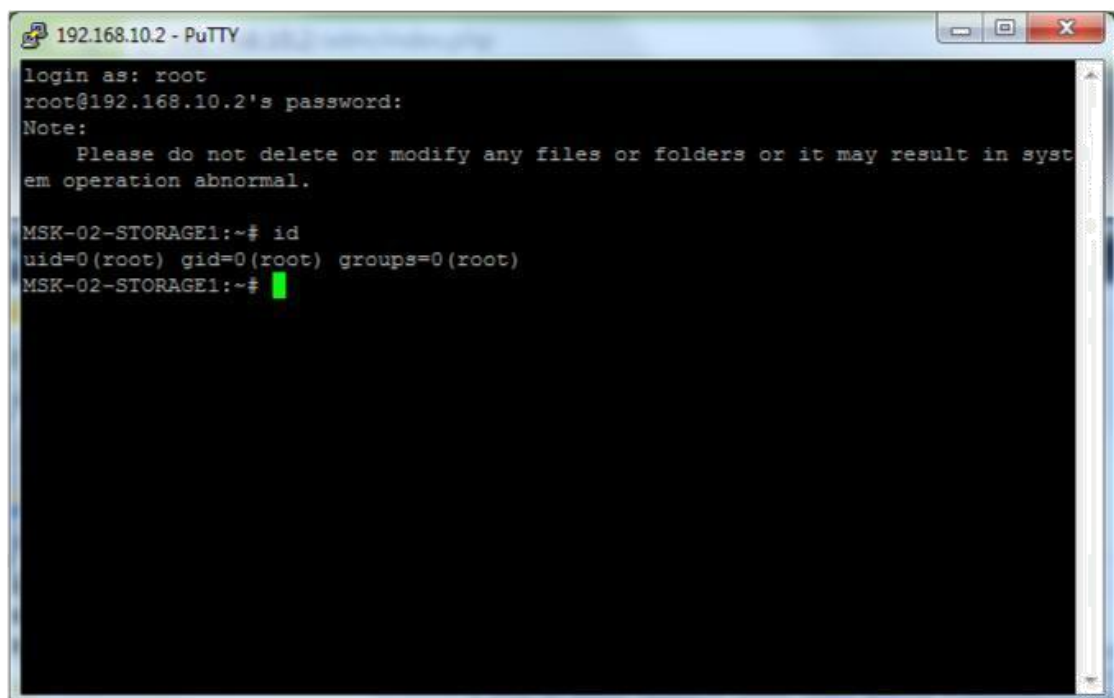 192.168.10.2 - PuTTY
login as: root
root@192.168.10.2's password:
Note:
Please do not delete or modify any files or folders or it may result in syst
em operation abnormal.
MSK-02-STORAGE1:~# id
uid=0(root) gid=0(root) groups=0(root)
MSK-02-STORAGE1:~#